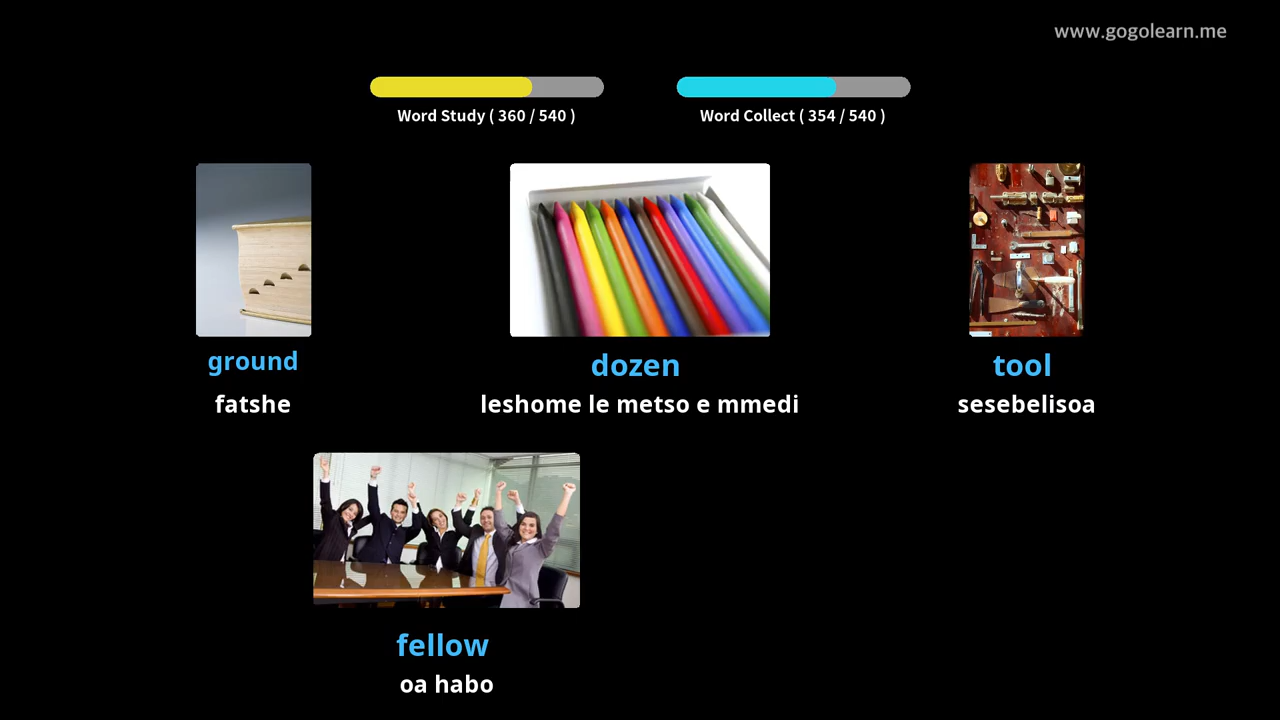 www.gogolearn.me
Word Study ( 360 / 540 )
Word Collect ( 354 / 540 )
ground
dozen
tool
fatshe
leshome le metso e mmedi
sesebelisoa
fellow
oa habo